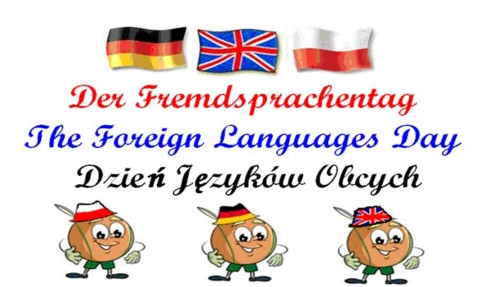 Der Fremdsprachentag
The Foreign Languages Day
Dzień Języków Obcych